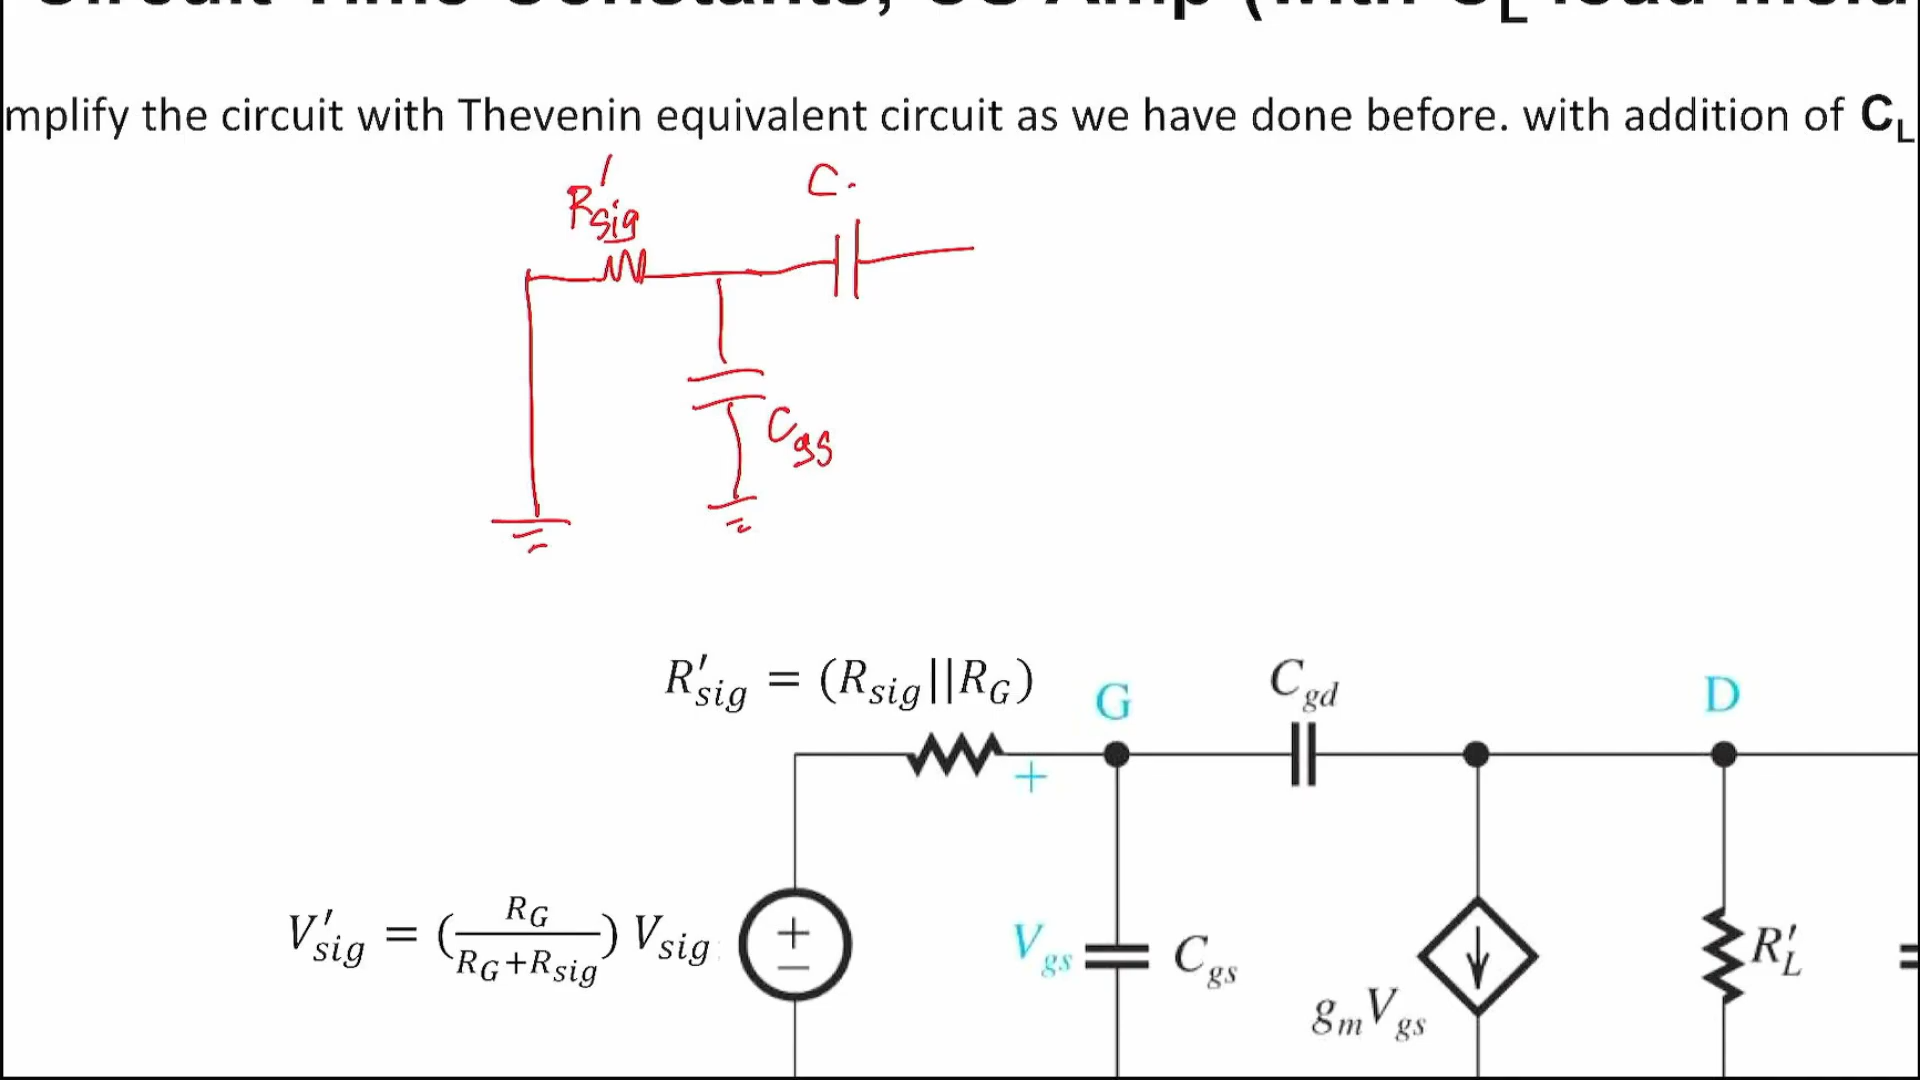 mplify the circuit with Thevenin equivalent circuit as we have done before. with addition of C_L
R'sig
C.
Cgs
R'sig = (Rsig||RG)
G
Cgd
D
+
V'sig = (RG/(RG+Rsig)) Vsig
+
−
Vgs
Cgs
gmVgs
R'L